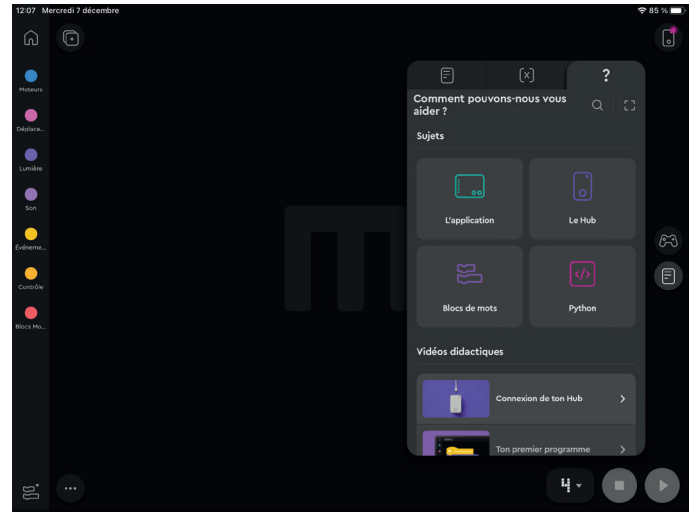 12:07 Mercredi 7 décembre
85 %
Moteurs
Déplace...
Lumière
Son
Événeme...
Contrôle
Blocs Mo...
?
Comment pouvons-nous vous
aider ?
Sujets
L'application
Le Hub
Blocs de mots
Python
Vidéos didactiques
Connexion de ton Hub
Ton premier programme